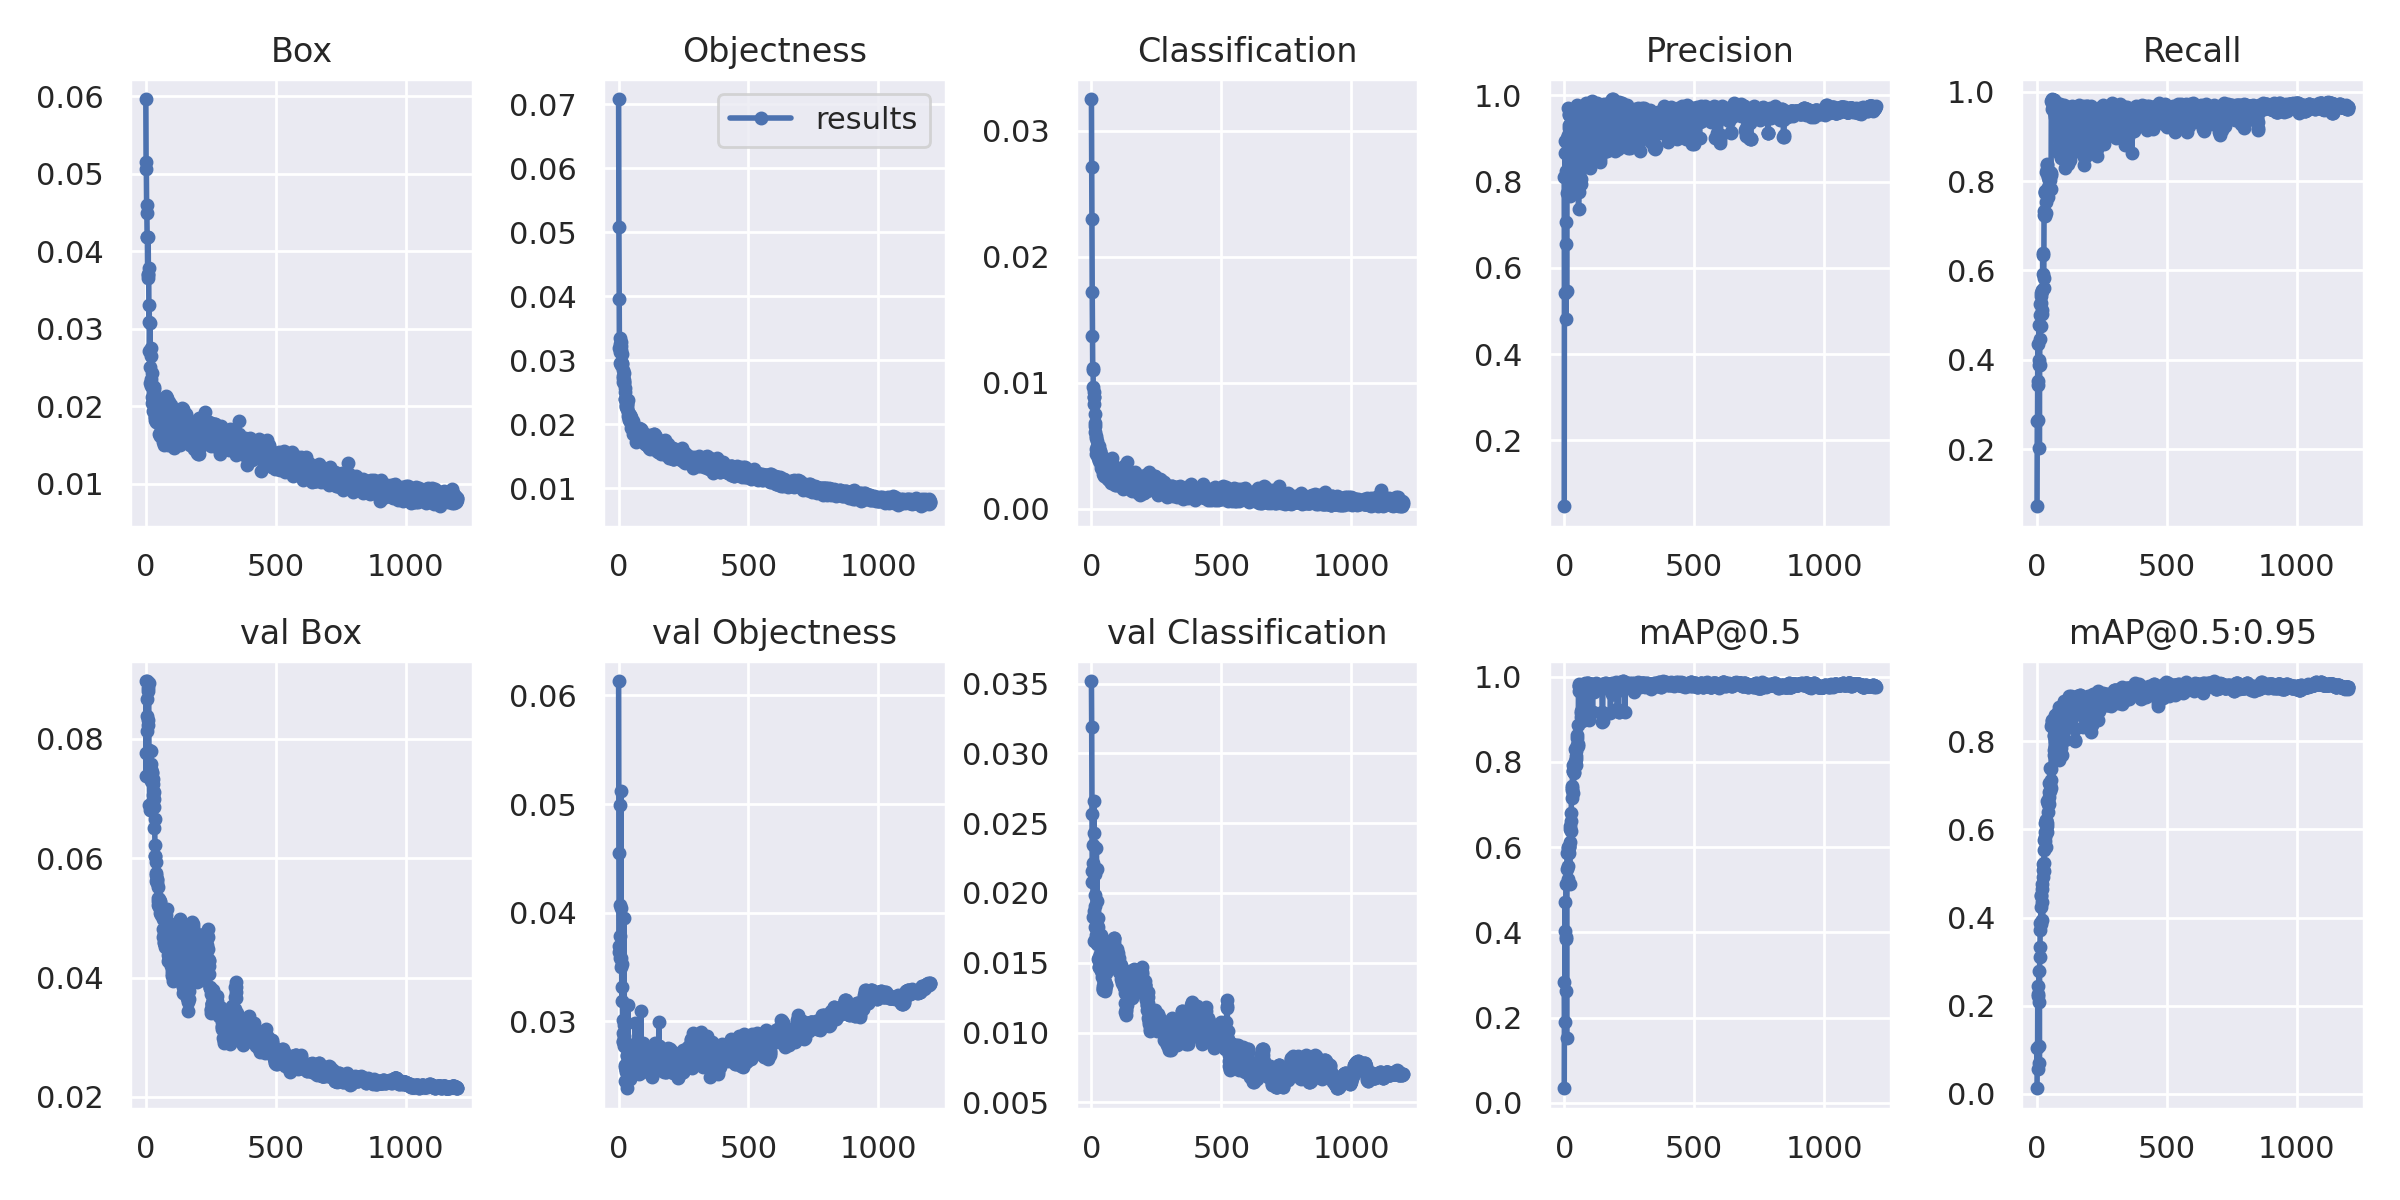 Box
0.06
0.05
0.04
0.03
0.02
0.01
0 500 1000
Objectness
results
0.07
0.06
0.05
0.04
0.03
0.02
0.01
0 500 1000
Classification
0.03
0.02
0.01
0.00
0 500 1000
Precision
1.0
0.8
0.6
0.4
0.2
0 500 1000
Recall
1.0
0.8
0.6
0.4
0.2
0 500 1000
val Box
0.08
0.06
0.04
0.02
0 500 1000
val Objectness
0.06
0.05
0.04
0.03
0 500 1000
val Classification
0.035
0.030
0.025
0.020
0.015
0.010
0.005
0 500 1000
mAP@0.5
1.0
0.8
0.6
0.4
0.2
0.0
0 500 1000
mAP@0.5:0.95
0.8
0.6
0.4
0.2
0.0
0 500 1000